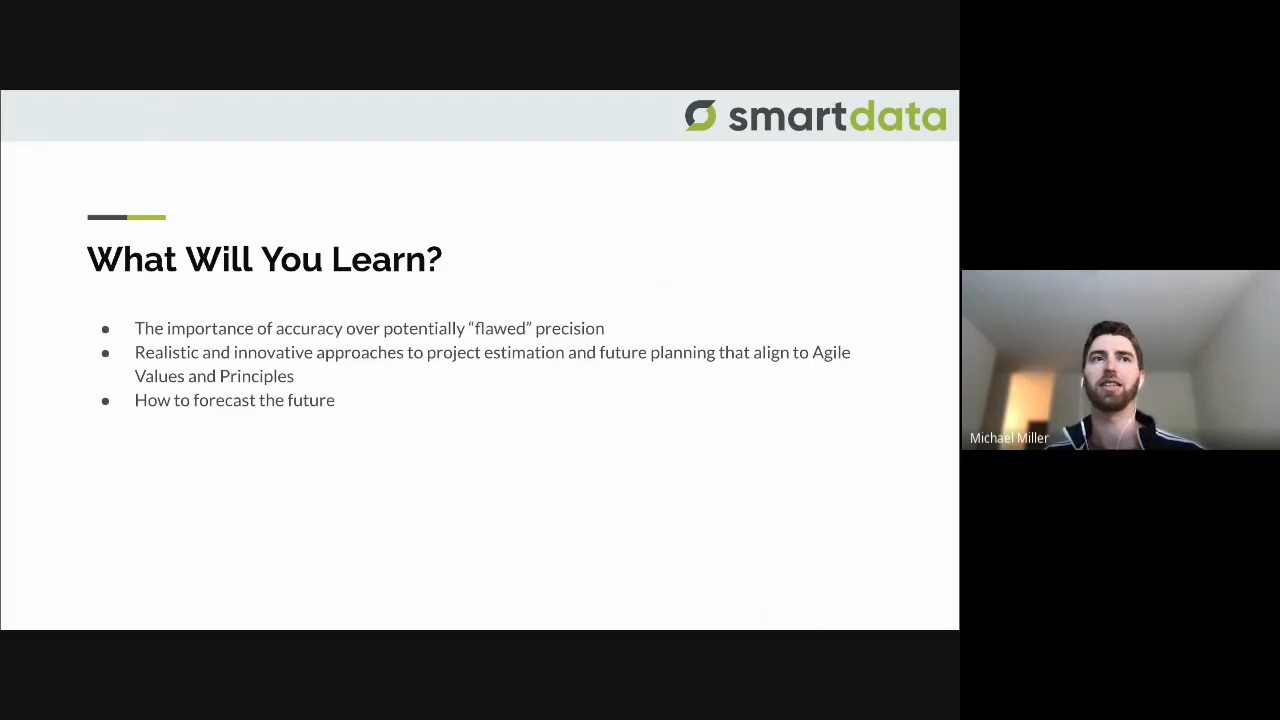 smartdata
What Will You Learn?
● The importance of accuracy over potentially “flawed” precision
● Realistic and innovative approaches to project estimation and future planning that align to Agile
Values and Principles
● How to forecast the future
Michael Miller